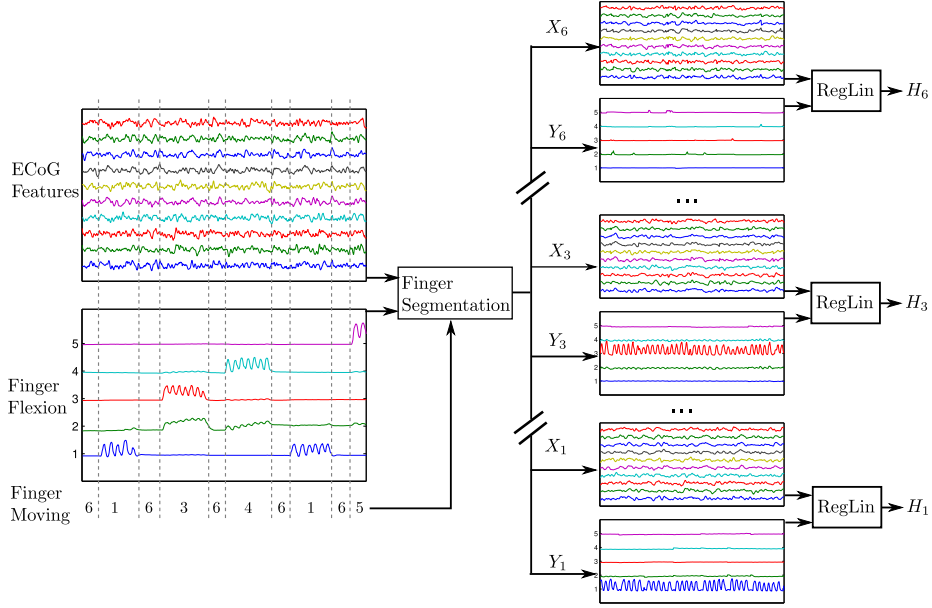 ECoG
Features
5
4
3
2
1
Finger
Flexion
Finger
Moving
6 1 6 3 6 4 6 1 6 5
Finger
Segmentation
X6
Y6
5
4
3
2
1
RegLin
H6
...
X3
Y3
5
4
3
2
1
RegLin
H3
...
X1
Y1
5
4
3
2
1
RegLin
H1